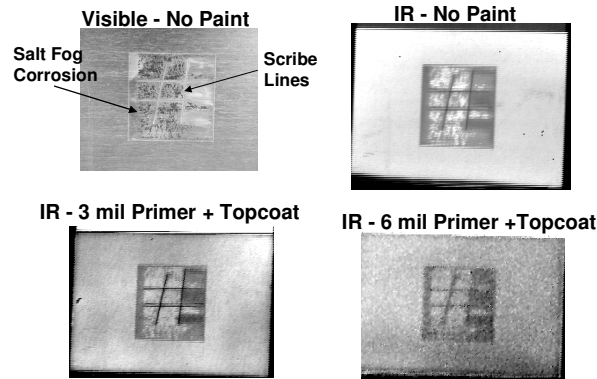 Visible - No Paint
IR - No Paint
Salt Fog
Corrosion
Scribe
Lines
IR - 3 mil Primer + Topcoat
IR - 6 mil Primer +Topcoat